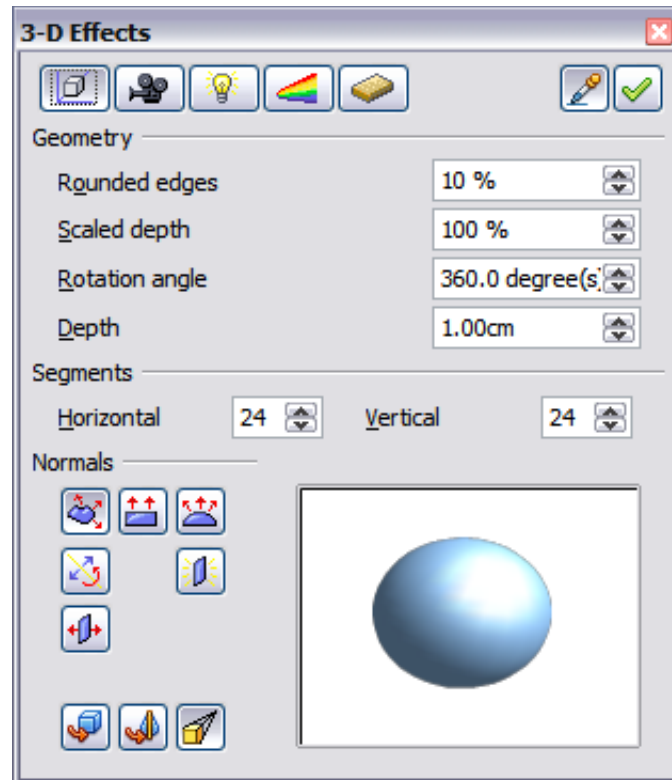 3-D Effects
Geometry
Rounded edges 10 %
Scaled depth 100 %
Rotation angle 360.0 degree(s)
Depth 1.00cm
Segments
Horizontal 24 Vertical 24
Normals